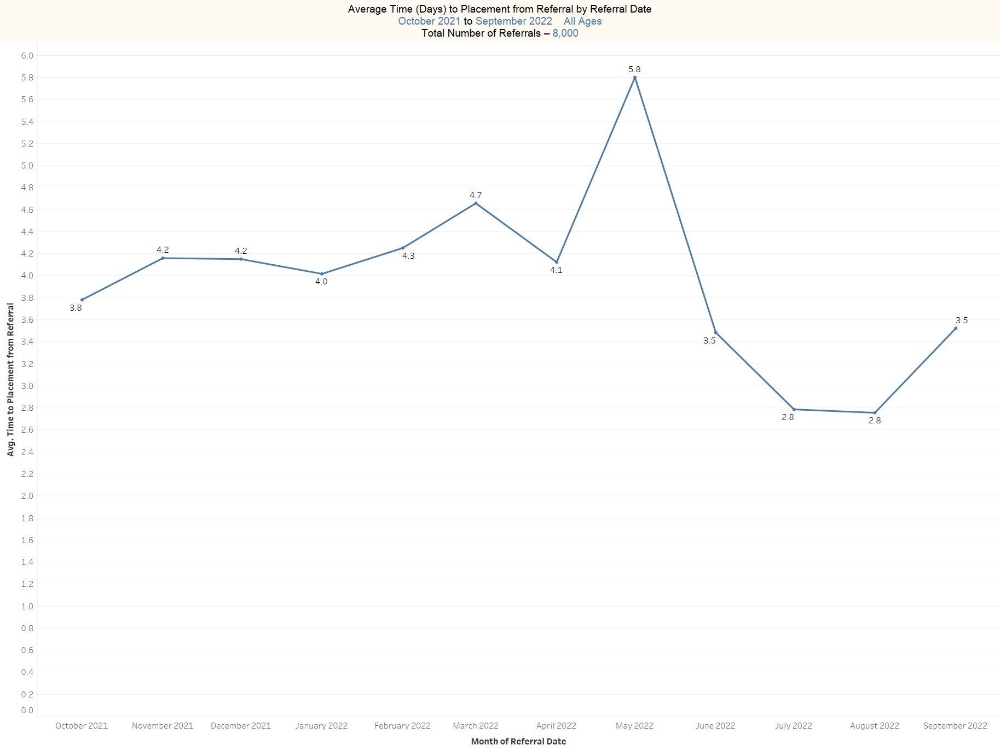 Average Time (Days) to Placement from Referral by Referral Date
October 2021 to September 2022 All Ages
Total Number of Referrals – 8,000
6.0
5.8
5.6
5.4
5.2
5.0
4.8
4.6
4.4
4.2
4.0
3.8
3.6
3.4
3.2
3.0
2.8
2.6
2.4
2.2
2.0
1.8
1.6
1.4
1.2
1.0
0.8
0.6
0.4
0.2
0.0
Avg. Time to Placement from Referral
3.8
4.2
4.2
4.0
4.3
4.7
4.1
5.8
3.5
2.8
2.8
3.5
October 2021
November 2021
December 2021
January 2022
February 2022
March 2022
April 2022
May 2022
June 2022
July 2022
August 2022
September 2022
Month of Referral Date